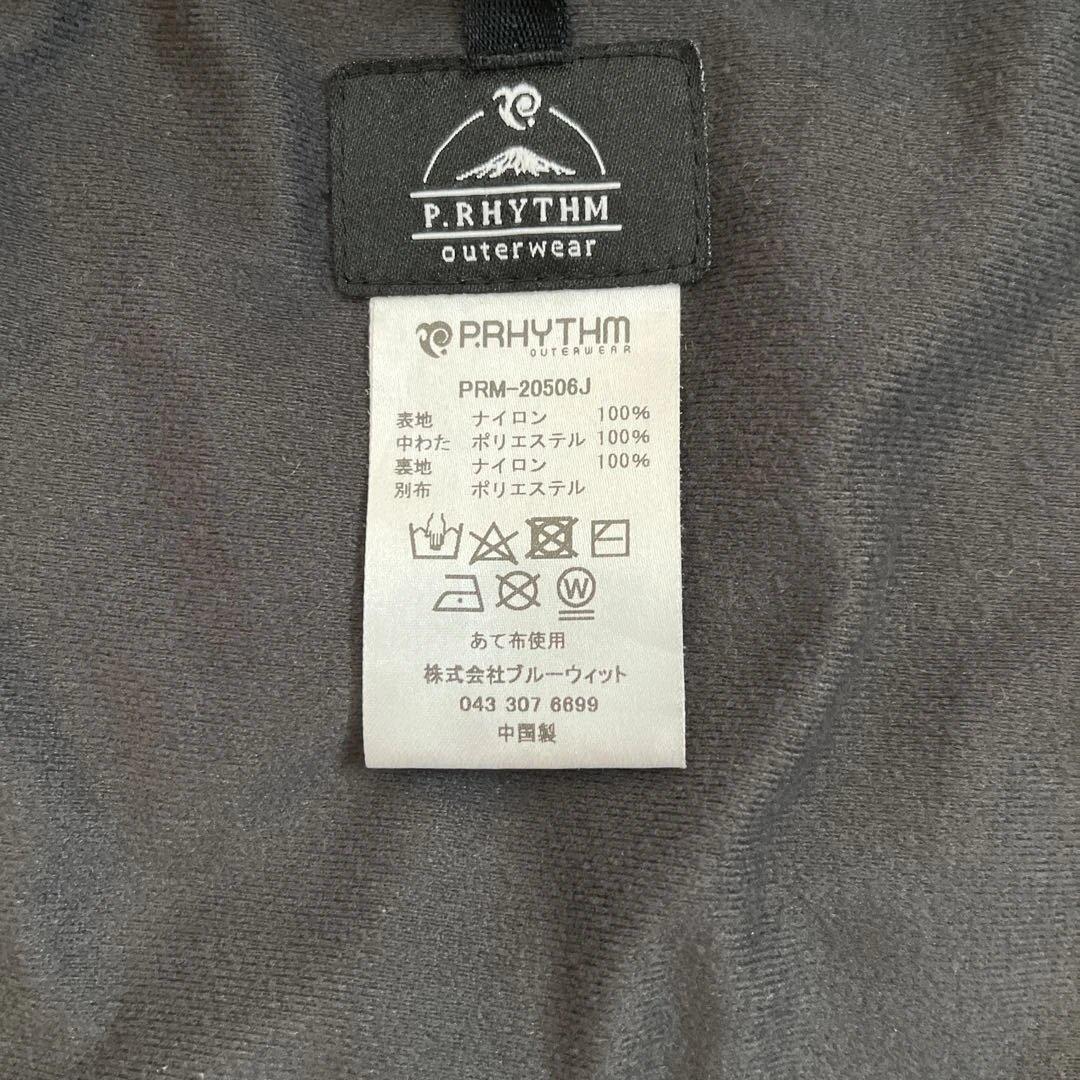 P.RHYTHM
outerwear
P.RHYTHM
OUTERWEAR
PRM-20506J
表地 ナイロン 100%
中わた ポリエステル 100%
裏地 ナイロン 100%
別布 ポリエステル
W
あて布使用
株式会社ブルーウィット
043 307 6699
中国製